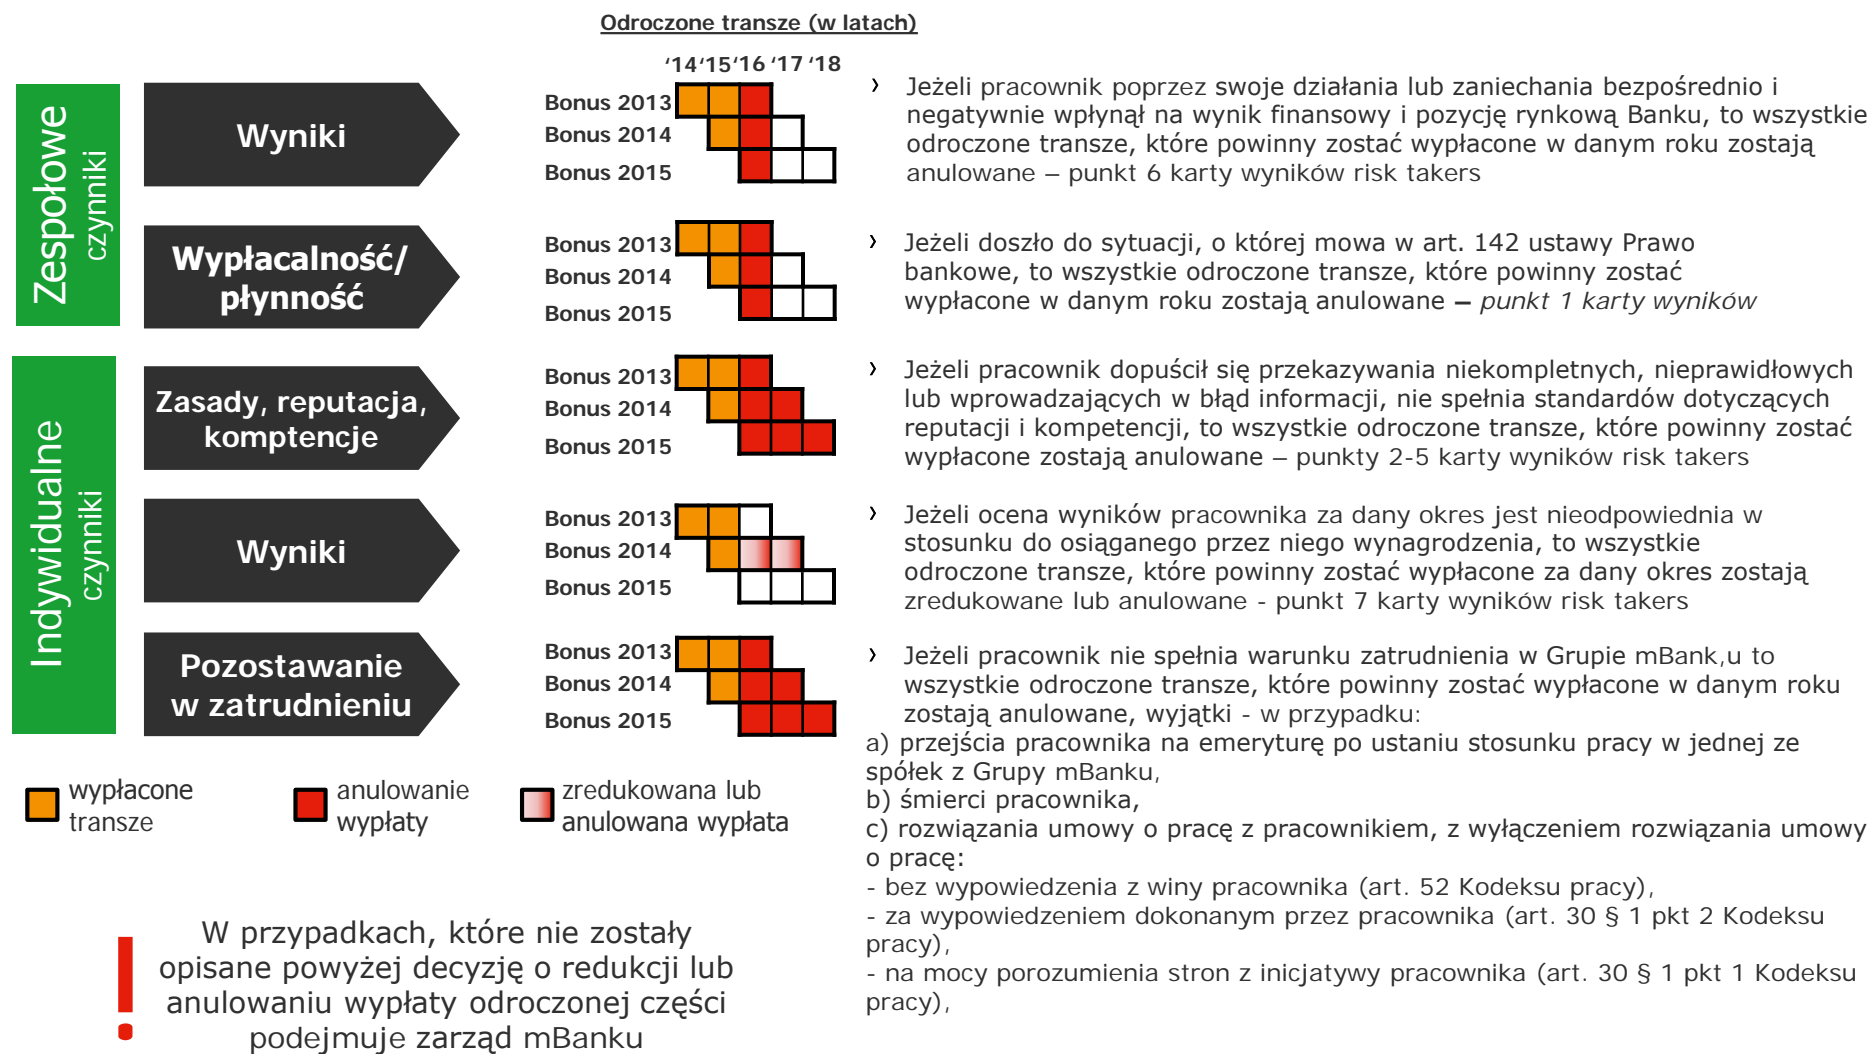 Odroczone transze (w latach)
‘14‘15‘16 ‘17 ‘18
Zespołowe
czynniki
Wyniki
Bonus 2013
Bonus 2014
Bonus 2015
› Jeżeli pracownik poprzez swoje działania lub zaniechania bezpośrednio i
negatywnie wpłynął na wynik finansowy i pozycję rynkową Banku, to wszystkie
odroczone transze, które powinny zostać wypłacone w danym roku zostają
anulowane – punkt 6 karty wyników risk takers
Wypłacalność/
płynność
Bonus 2013
Bonus 2014
Bonus 2015
› Jeżeli doszło do sytuacji, o której mowa w art. 142 ustawy Prawo
bankowe, to wszystkie odroczone transze, które powinny zostać
wypłacone w danym roku zostają anulowane – punkt 1 karty wyników
Indywidualne
czynniki
Zasady, reputacja,
komptencje
Bonus 2013
Bonus 2014
Bonus 2015
› Jeżeli pracownik dopuścił się przekazywania niekompletnych, nieprawidłowych
lub wprowadzających w błąd informacji, nie spełnia standardów dotyczących
reputacji i kompetencji, to wszystkie odroczone transze, które powinny zostać
wypłacone zostają anulowane – punkty 2-5 karty wyników risk takers
Wyniki
Bonus 2013
Bonus 2014
Bonus 2015
› Jeżeli ocena wyników pracownika za dany okres jest nieodpowiednia w
stosunku do osiąganego przez niego wynagrodzenia, to wszystkie
odroczone transze, które powinny zostać wypłacone za dany okres zostają
zredukowane lub anulowane - punkt 7 karty wyników risk takers
Pozostawanie
w zatrudnieniu
Bonus 2013
Bonus 2014
Bonus 2015
› Jeżeli pracownik nie spełnia warunku zatrudnienia w Grupie mBank,u to
wszystkie odroczone transze, które powinny zostać wypłacone w danym roku
zostają anulowane, wyjątki - w przypadku:
a) przejścia pracownika na emeryturę po ustaniu stosunku pracy w jednej ze
spółek z Grupy mBanku,
b) śmierci pracownika,
c) rozwiązania umowy o pracę z pracownikiem, z wyłączeniem rozwiązania umowy
o pracę:
- bez wypowiedzenia z winy pracownika (art. 52 Kodeksu pracy),
- za wypowiedzeniem dokonanym przez pracownika (art. 30 § 1 pkt 2 Kodeksu
pracy),
- na mocy porozumienia stron z inicjatywy pracownika (art. 30 § 1 pkt 1 Kodeksu
pracy),
wypłacone
transze
anulowanie
wypłaty
zredukowana lub
anulowana wypłata
!
W przypadkach, które nie zostały
opisane powyżej decyzję o redukcji lub
anulowaniu wypłaty odroczonej części
podejmuje zarząd mBanku